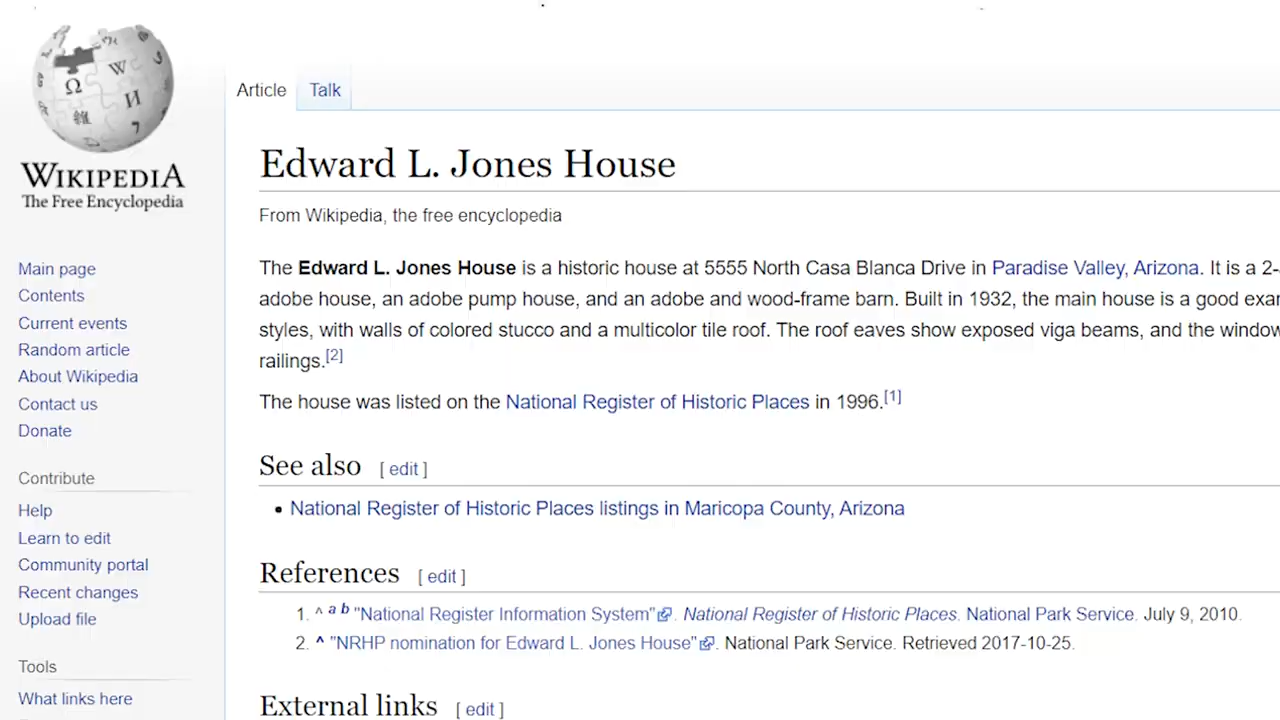 Article Talk
Edward L. Jones House
WIKIPEDIA
The Free Encyclopedia
From Wikipedia, the free encyclopedia
The Edward L. Jones House is a historic house at 5555 North Casa Blanca Drive in Paradise Valley, Arizona. It is a 2-
adobe house, an adobe pump house, and an adobe and wood-frame barn. Built in 1932, the main house is a good
styles, with walls of colored stucco and a multicolor tile roof. The roof eaves show exposed viga beams, and the
railings.[2]
The house was listed on the National Register of Historic Places in 1996.[1]
See also [ edit ]
• National Register of Historic Places listings in Maricopa County, Arizona
References [ edit ]
1. ^ a b "National Register Information System". National Register of Historic Places. National Park Service. July 9, 2010.
2. ^ "NRHP nomination for Edward L. Jones House". National Park Service. Retrieved 2017-10-25.
External links [ edit ]
Main page
Contents
Current events
Random article
About Wikipedia
Contact us
Donate
Contribute
Help
Learn to edit
Community portal
Recent changes
Upload file
Tools
What links here